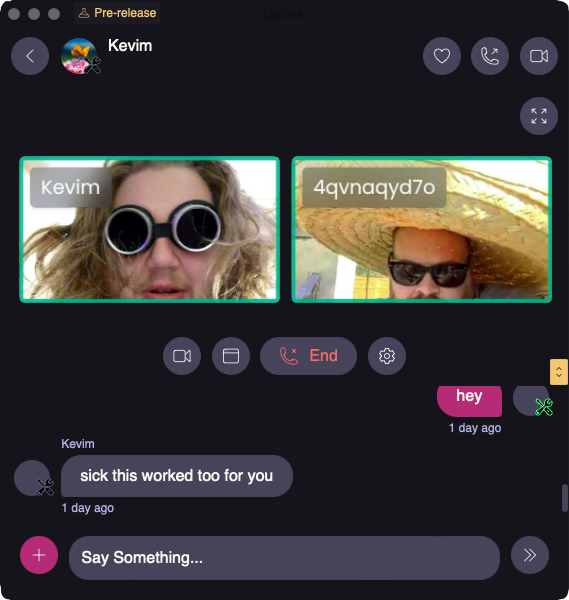 Pre-release
Uplink
Kevim
Kevim
4qvnaqyd7o
End
hey
1 day ago
Kevim
sick this worked too for you
1 day ago
Say Something...